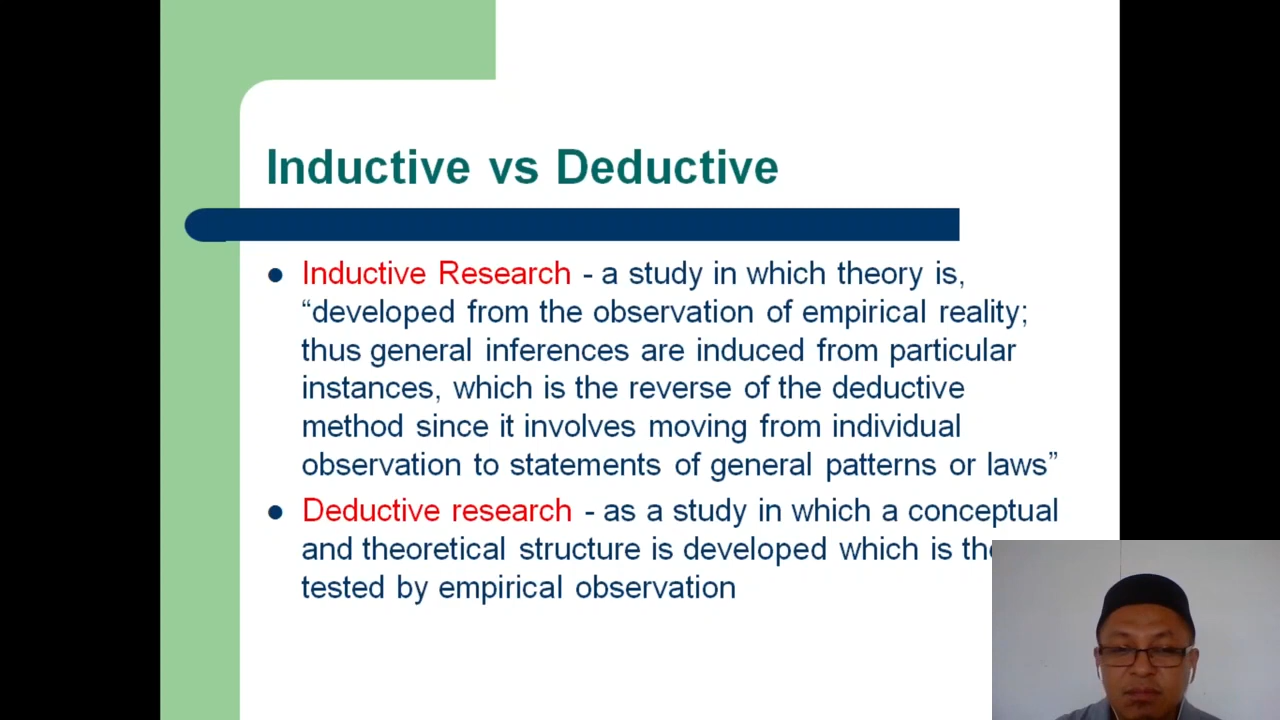 Inductive vs Deductive
Inductive Research - a study in which theory is,
“developed from the observation of empirical reality;
thus general inferences are induced from particular
instances, which is the reverse of the deductive
method since it involves moving from individual
observation to statements of general patterns or laws”
Deductive research - as a study in which a conceptual
and theoretical structure is developed which is
tested by empirical observation